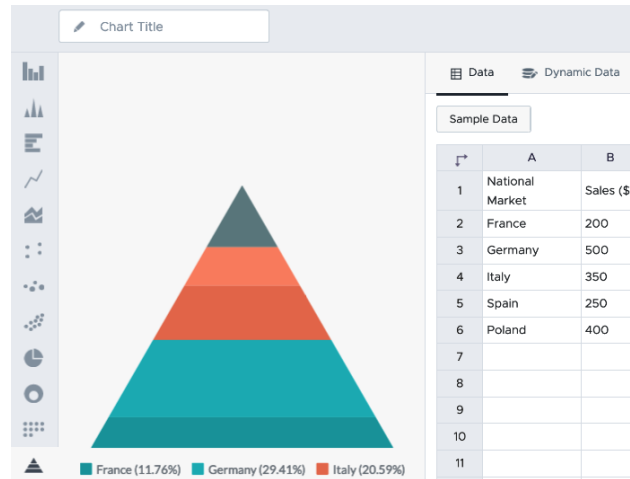 Chart Title
Data Dynamic Data
Sample Data
A B
1 National Market Sales ($
2 France 200
3 Germany 500
4 Italy 350
5 Spain 250
6 Poland 400
7
8
9
10
11
France (11.76%) Germany (29.41%) Italy (20.59%)